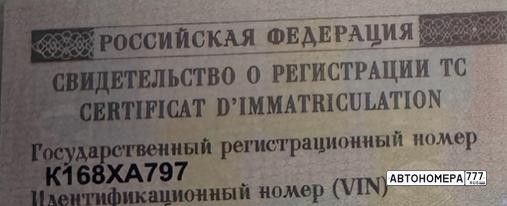 РОССИЙСКАЯ ФЕДЕРАЦИЯ
СВИДЕТЕЛЬСТВО О РЕГИСТРАЦИИ ТС
CERTIFICAT D'IMMATRICULATION
Государственный регистрационный номер
К168ХА797
Идентификационный номер (VIN)
АВТОНОМЕРА777